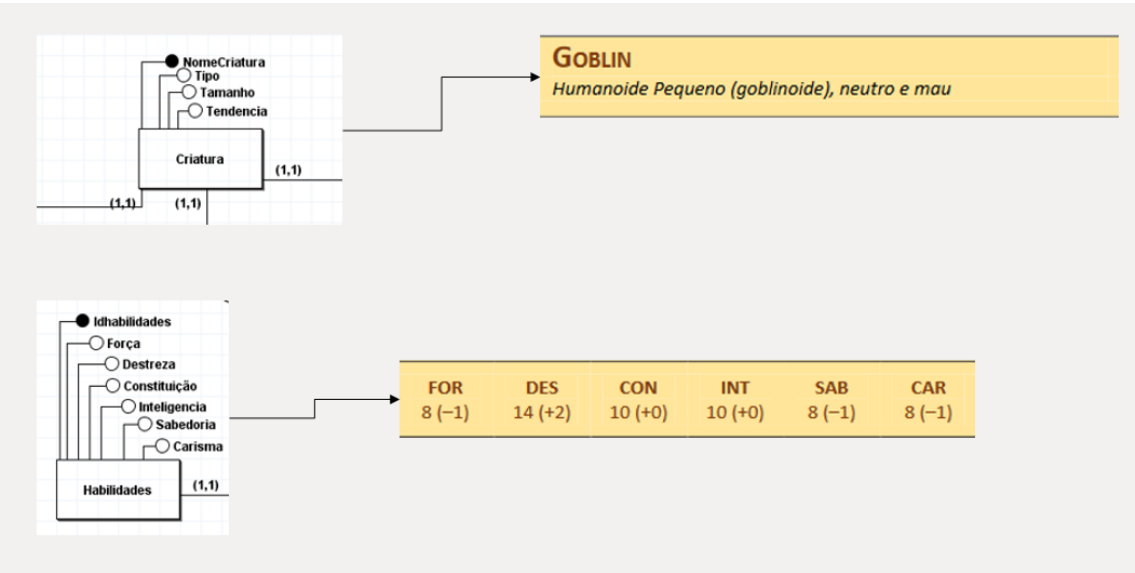 NomeCriatura
Tipo
Tamanho
Tendencia
Criatura
(1,1)
(1,1)
(1,1)
GOBLIN
Humanoide Pequeno (goblinoide), neutro e mau
Idhabilidades
Força
Destreza
Constituição
Inteligencia
Sabedoria
Carisma
Habilidades
(1,1)
FOR DES CON INT SAB CAR
8 (–1) 14 (+2) 10 (+0) 10 (+0) 8 (–1) 8 (–1)